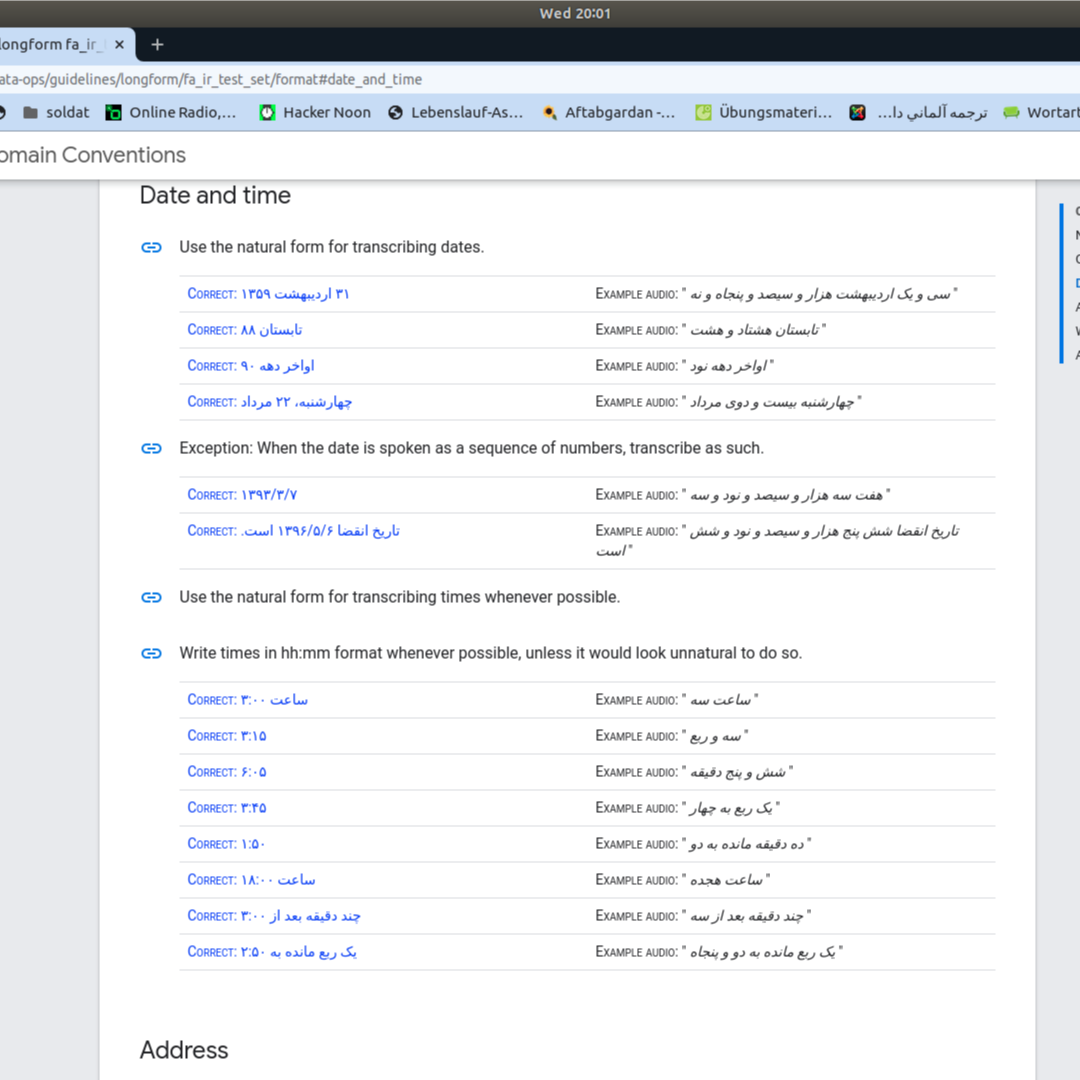 Wed 20:01
longform fa_ir_
ata-ops/guidelines/longform/fa_ir_test_set/format#date_and_time
soldat Online Radio,... Hacker Noon Lebenslauf-As... Aftabgardan -... Übungsmateri... ترجمه آلماني دا... Wortart
omain Conventions
Date and time
Use the natural form for transcribing dates.
CORRECT: ۳۱ اردیبهشت ۱۳۵۹ EXAMPLE AUDIO: " سی و یک اردیبهشت هزار و سیصد و پنجاه و نه "
CORRECT: تابستان ۸۸ EXAMPLE AUDIO: " تابستان هشتاد و هشت "
CORRECT: اواخر دهه ۹۰ EXAMPLE AUDIO: " اواخر دهه نود "
CORRECT: چهارشنبه، ۲۲ مرداد EXAMPLE AUDIO: " چهارشنبه بیست و دوی مرداد "
Exception: When the date is spoken as a sequence of numbers, transcribe as such.
CORRECT: ۱۳۹۳/۳/۷ EXAMPLE AUDIO: " هفت سه هزار و سیصد و نود و سه "
CORRECT: تاریخ انقضا ۱۳۹۶/۵/۶ است. EXAMPLE AUDIO: " تاریخ انقضا شش پنج هزار و سیصد و نود و شش
است "
Use the natural form for transcribing times whenever possible.
Write times in hh:mm format whenever possible, unless it would look unnatural to do so.
CORRECT: ساعت ۳:۰۰ EXAMPLE AUDIO: " ساعت سه "
CORRECT: ۳:۱۵ EXAMPLE AUDIO: " سه و ربع "
CORRECT: ۶:۰۵ EXAMPLE AUDIO: " شش و پنج دقیقه "
CORRECT: ۳:۴۵ EXAMPLE AUDIO: " یک ربع به چهار "
CORRECT: ۱:۵۰ EXAMPLE AUDIO: " ده دقیقه مانده به دو "
CORRECT: ساعت ۱۸:۰۰ EXAMPLE AUDIO: " ساعت هجده "
CORRECT: چند دقیقه بعد از ۳:۰۰ EXAMPLE AUDIO: " چند دقیقه بعد از سه "
CORRECT: یک ربع مانده به ۲:۵۰ EXAMPLE AUDIO: " یک ربع مانده به دو و پنجاه "
Address